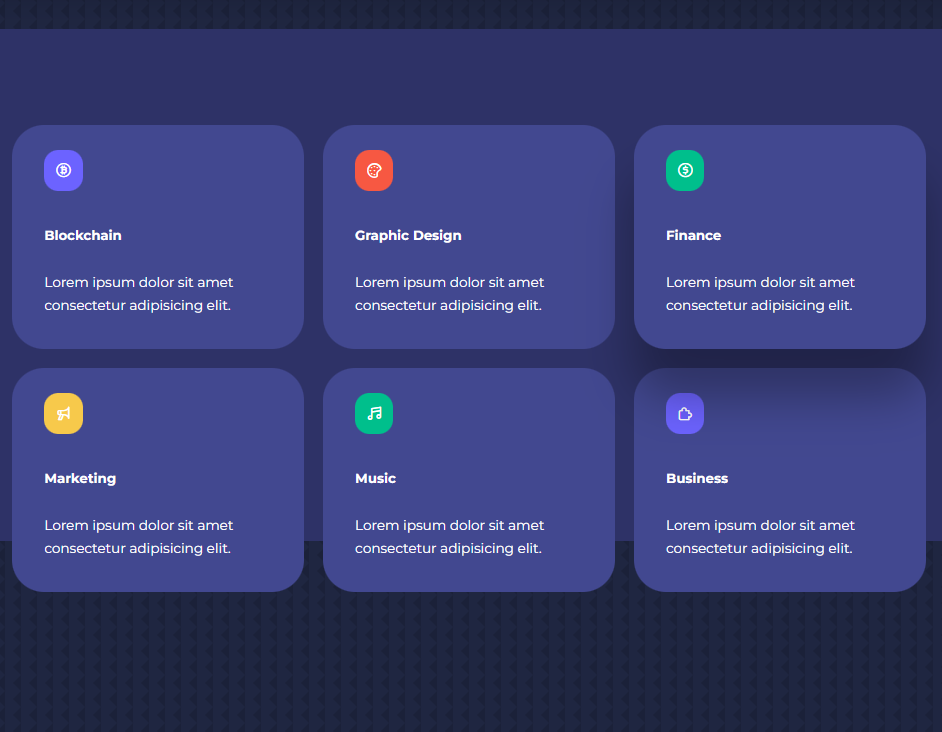 Blockchain
Lorem ipsum dolor sit amet
consectetur adipisicing elit.
Graphic Design
Lorem ipsum dolor sit amet
consectetur adipisicing elit.
Finance
Lorem ipsum dolor sit amet
consectetur adipisicing elit.
Marketing
Lorem ipsum dolor sit amet
consectetur adipisicing elit.
Music
Lorem ipsum dolor sit amet
consectetur adipisicing elit.
Business
Lorem ipsum dolor sit amet
consectetur adipisicing elit.